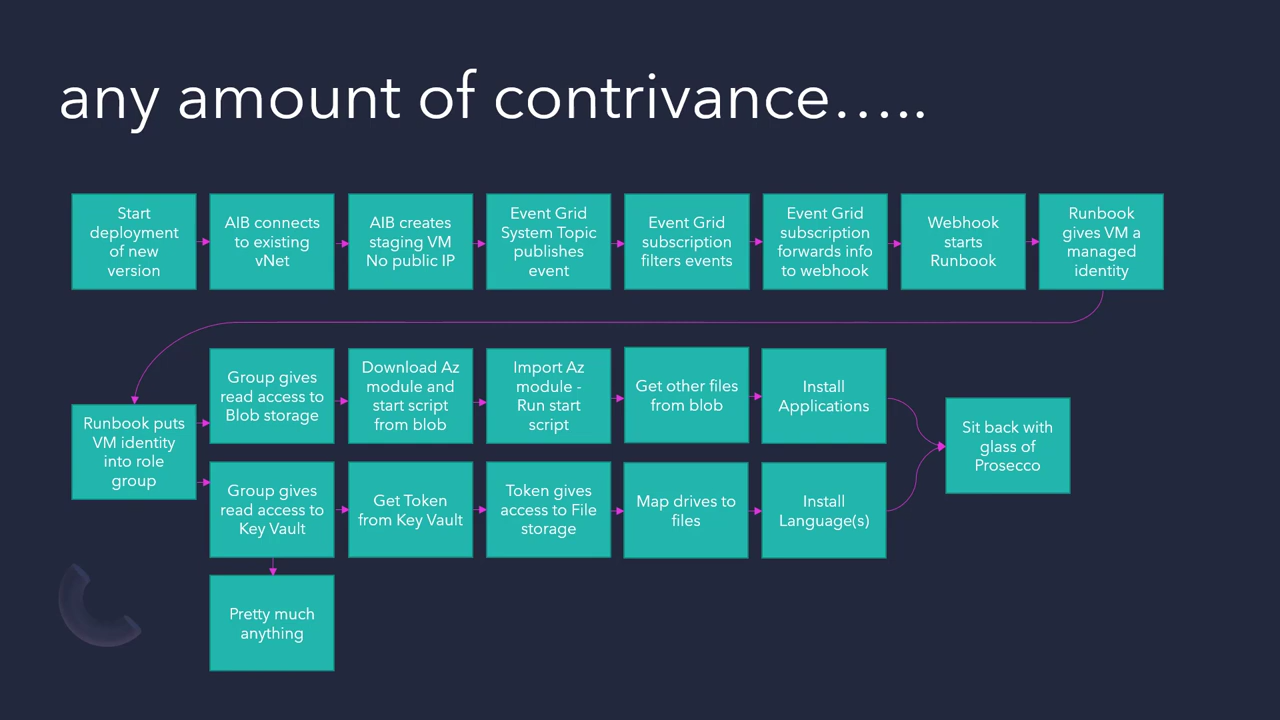 any amount of contrivance.....
Start
deployment
of new
version
AIB connects
to existing
vNet
AIB creates
staging VM
No public IP
Event Grid
System Topic
publishes
event
Event Grid
subscription
filters events
Event Grid
subscription
forwards info
to webhook
Webhook
starts
Runbook
Runbook
gives VM a
managed
identity
Runbook puts
VM identity
into role
group
Group gives
read access to
Blob storage
Download Az
module and
start script
from blob
Import Az
module -
Run start
script
Get other files
from blob
Install
Applications
Group gives
read access to
Key Vault
Get Token
from Key Vault
Token gives
access to File
storage
Map drives to
files
Install
Language(s)
Sit back with
glass of
Prosecco
Pretty much
anything